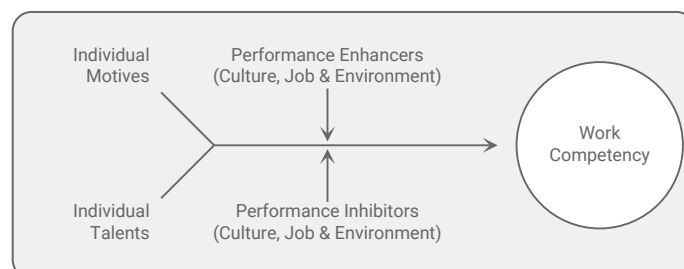 Individual
Motives
Performance Enhancers
(Culture, Job & Environment)
Work
Competency
Individual
Talents
Performance Inhibitors
(Culture, Job & Environment)